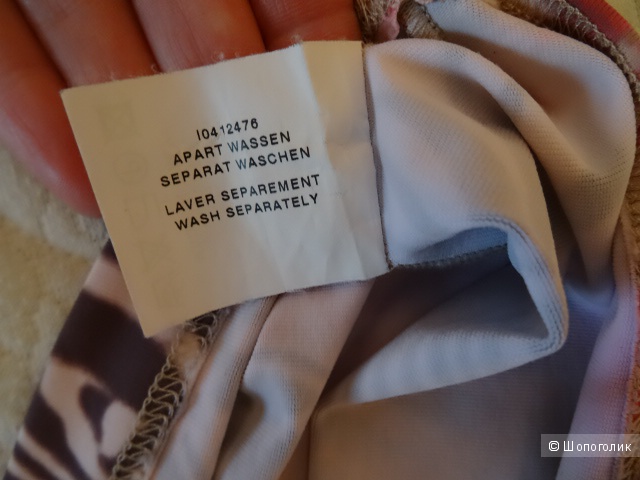 I0412476
APART WASSEN
SEPARAT WASCHEN
LAVER SEPAREMENT
WASH SEPARATELY
© Шопоголик